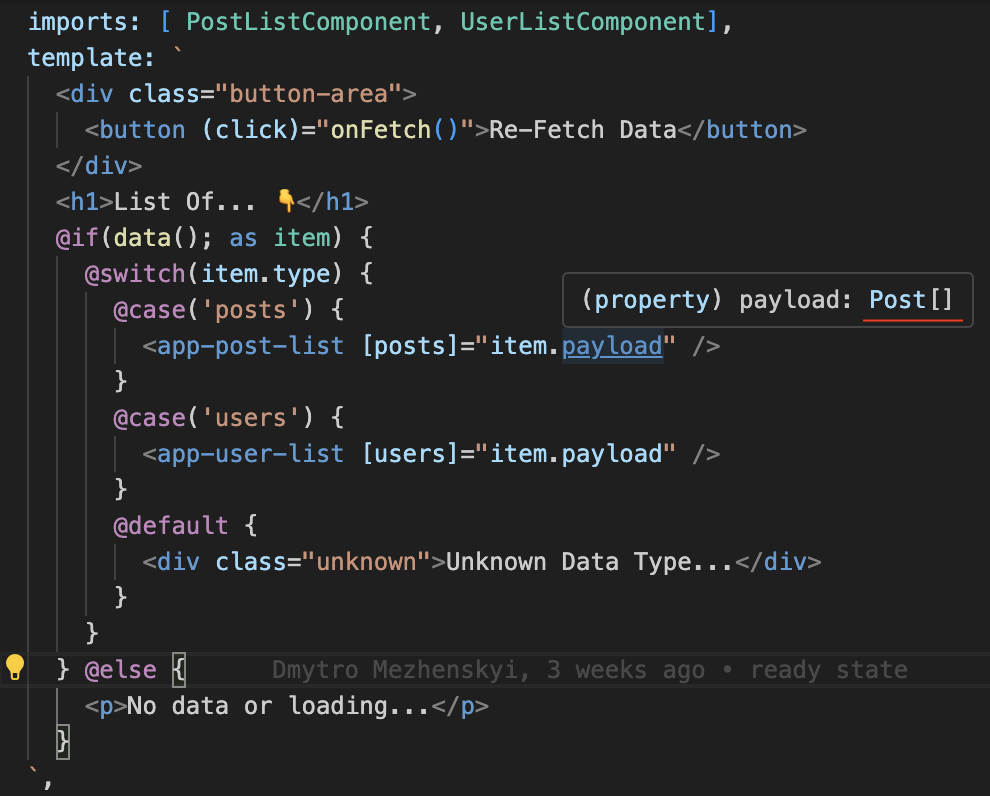 imports: [ PostListComponent, UserListComponent],
template: `
<div class="button-area">
<button (click)="onFetch()">Re-Fetch Data</button>
</div>
<h1>List Of... 👇</h1>
@if(data(); as item) {
@switch(item.type) {
(property) payload: Post[]
@case('posts') {
<app-post-list [posts]="item.payload" />
}
@case('users') {
<app-user-list [users]="item.payload" />
}
@default {
<div class="unknown">Unknown Data Type...</div>
}
}
} @else { Dmytro Mezhenskyi, 3 weeks ago • ready state
<p>No data or loading...</p>
}
`,